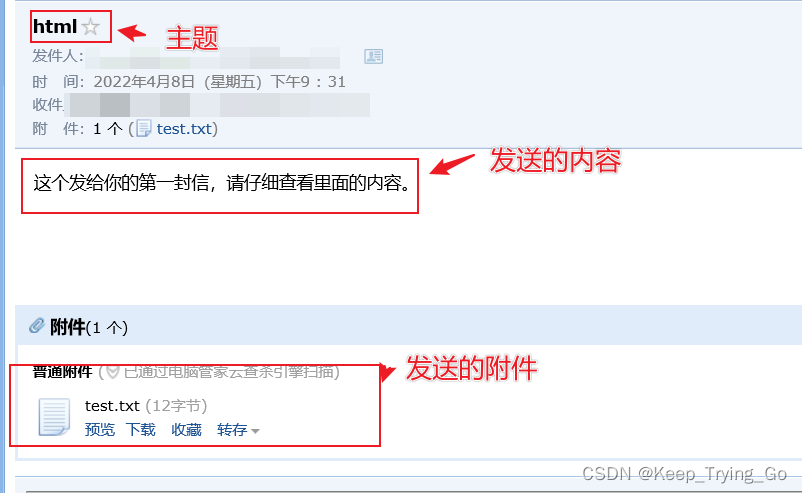 html
主题
发件人:
时 间: 2022年4月8日 (星期五) 下午9 : 31
收件
附 件: 1 个 (test.txt)
发送的内容
这个发给你的第一封信，请仔细查看里面的内容。
附件(1 个)
发送的附件
普通附件 (已通过电脑管家云查杀引擎扫描)
test.txt (12字节)
预览 下载 收藏 转存
CSDN @Keep_Trying_Go